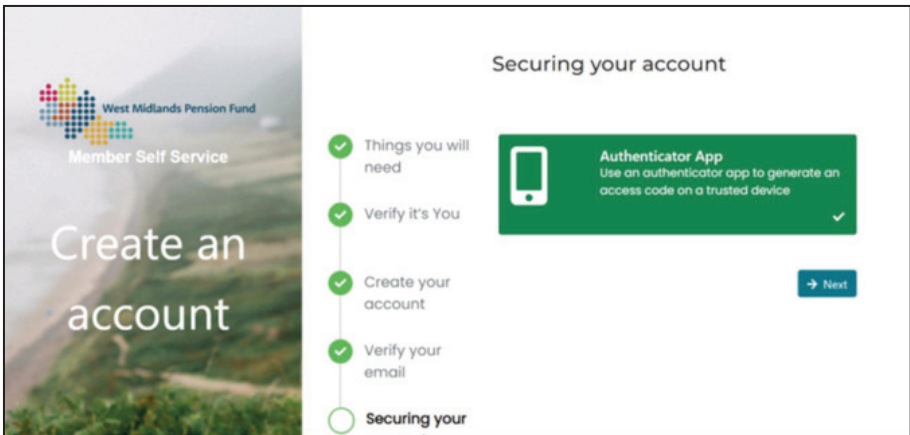 West Midlands Pension Fund
Member Self Service
Create an
account
Securing your account
Things you will
need
Verify it's You
Create your
account
Verify your
email
Securing your
Authenticator App
Use an authenticator app to generate an
access code on a trusted device
Next